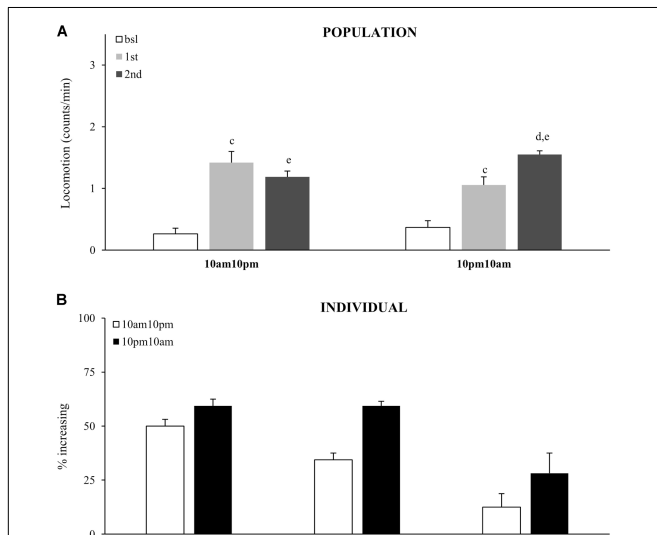 A
POPULATION
bsl
1st
2nd
Locomotion (counts/min)
3
2
1
0
c
e
c
d,e
10am10pm
10pm10am
B
INDIVIDUAL
10am10pm
10pm10am
% increasing
100
75
50
25
0